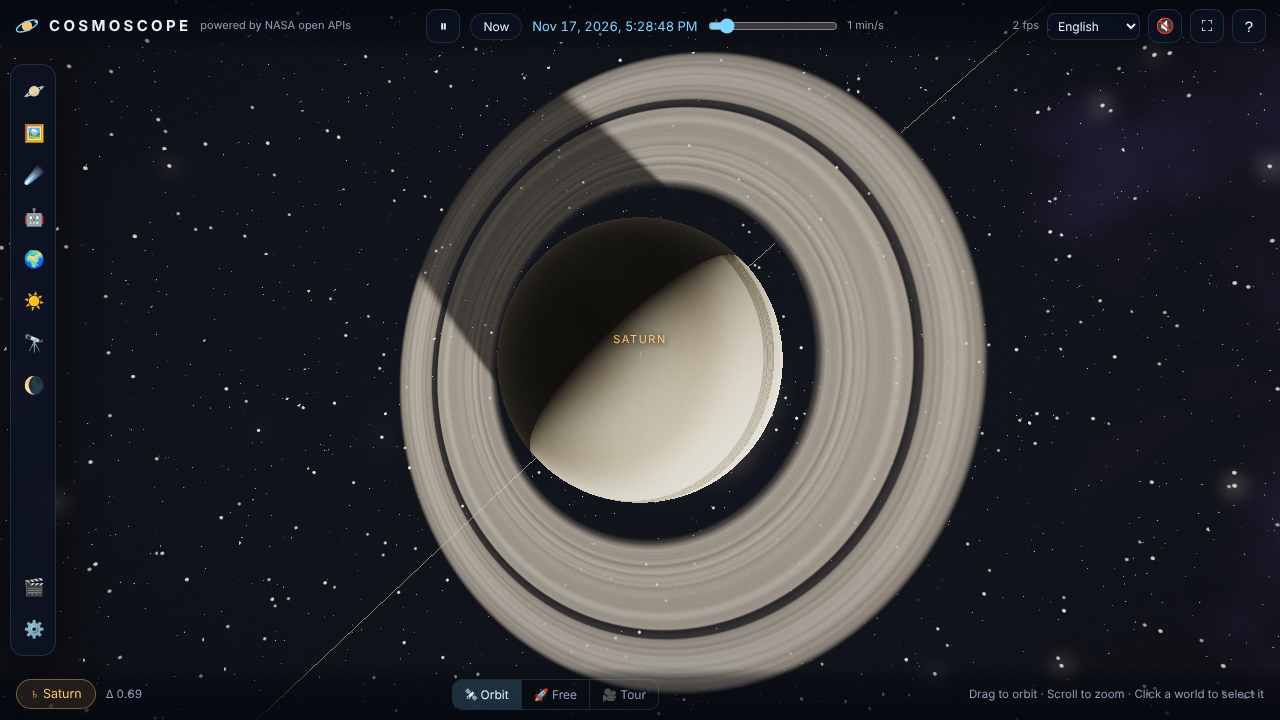 COSMOSCOPE powered by NASA open APIs
Now Nov 17, 2026, 5:28:48 PM 1 min/s
2 fps English ?
SATURN
♄ Saturn Δ 0.69
Orbit Free Tour
Drag to orbit · Scroll to zoom · Click a world to select it